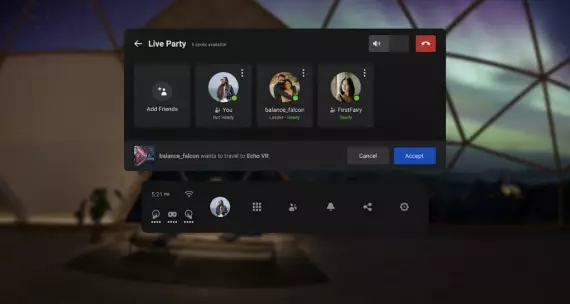 Live Party
5 spots available
Add Friends
You
Not Ready
balance_falcon
Leader · Ready
FirstFairy
Ready
balance_falcon wants to travel to Echo VR
Cancel
Accept
5:21 PM